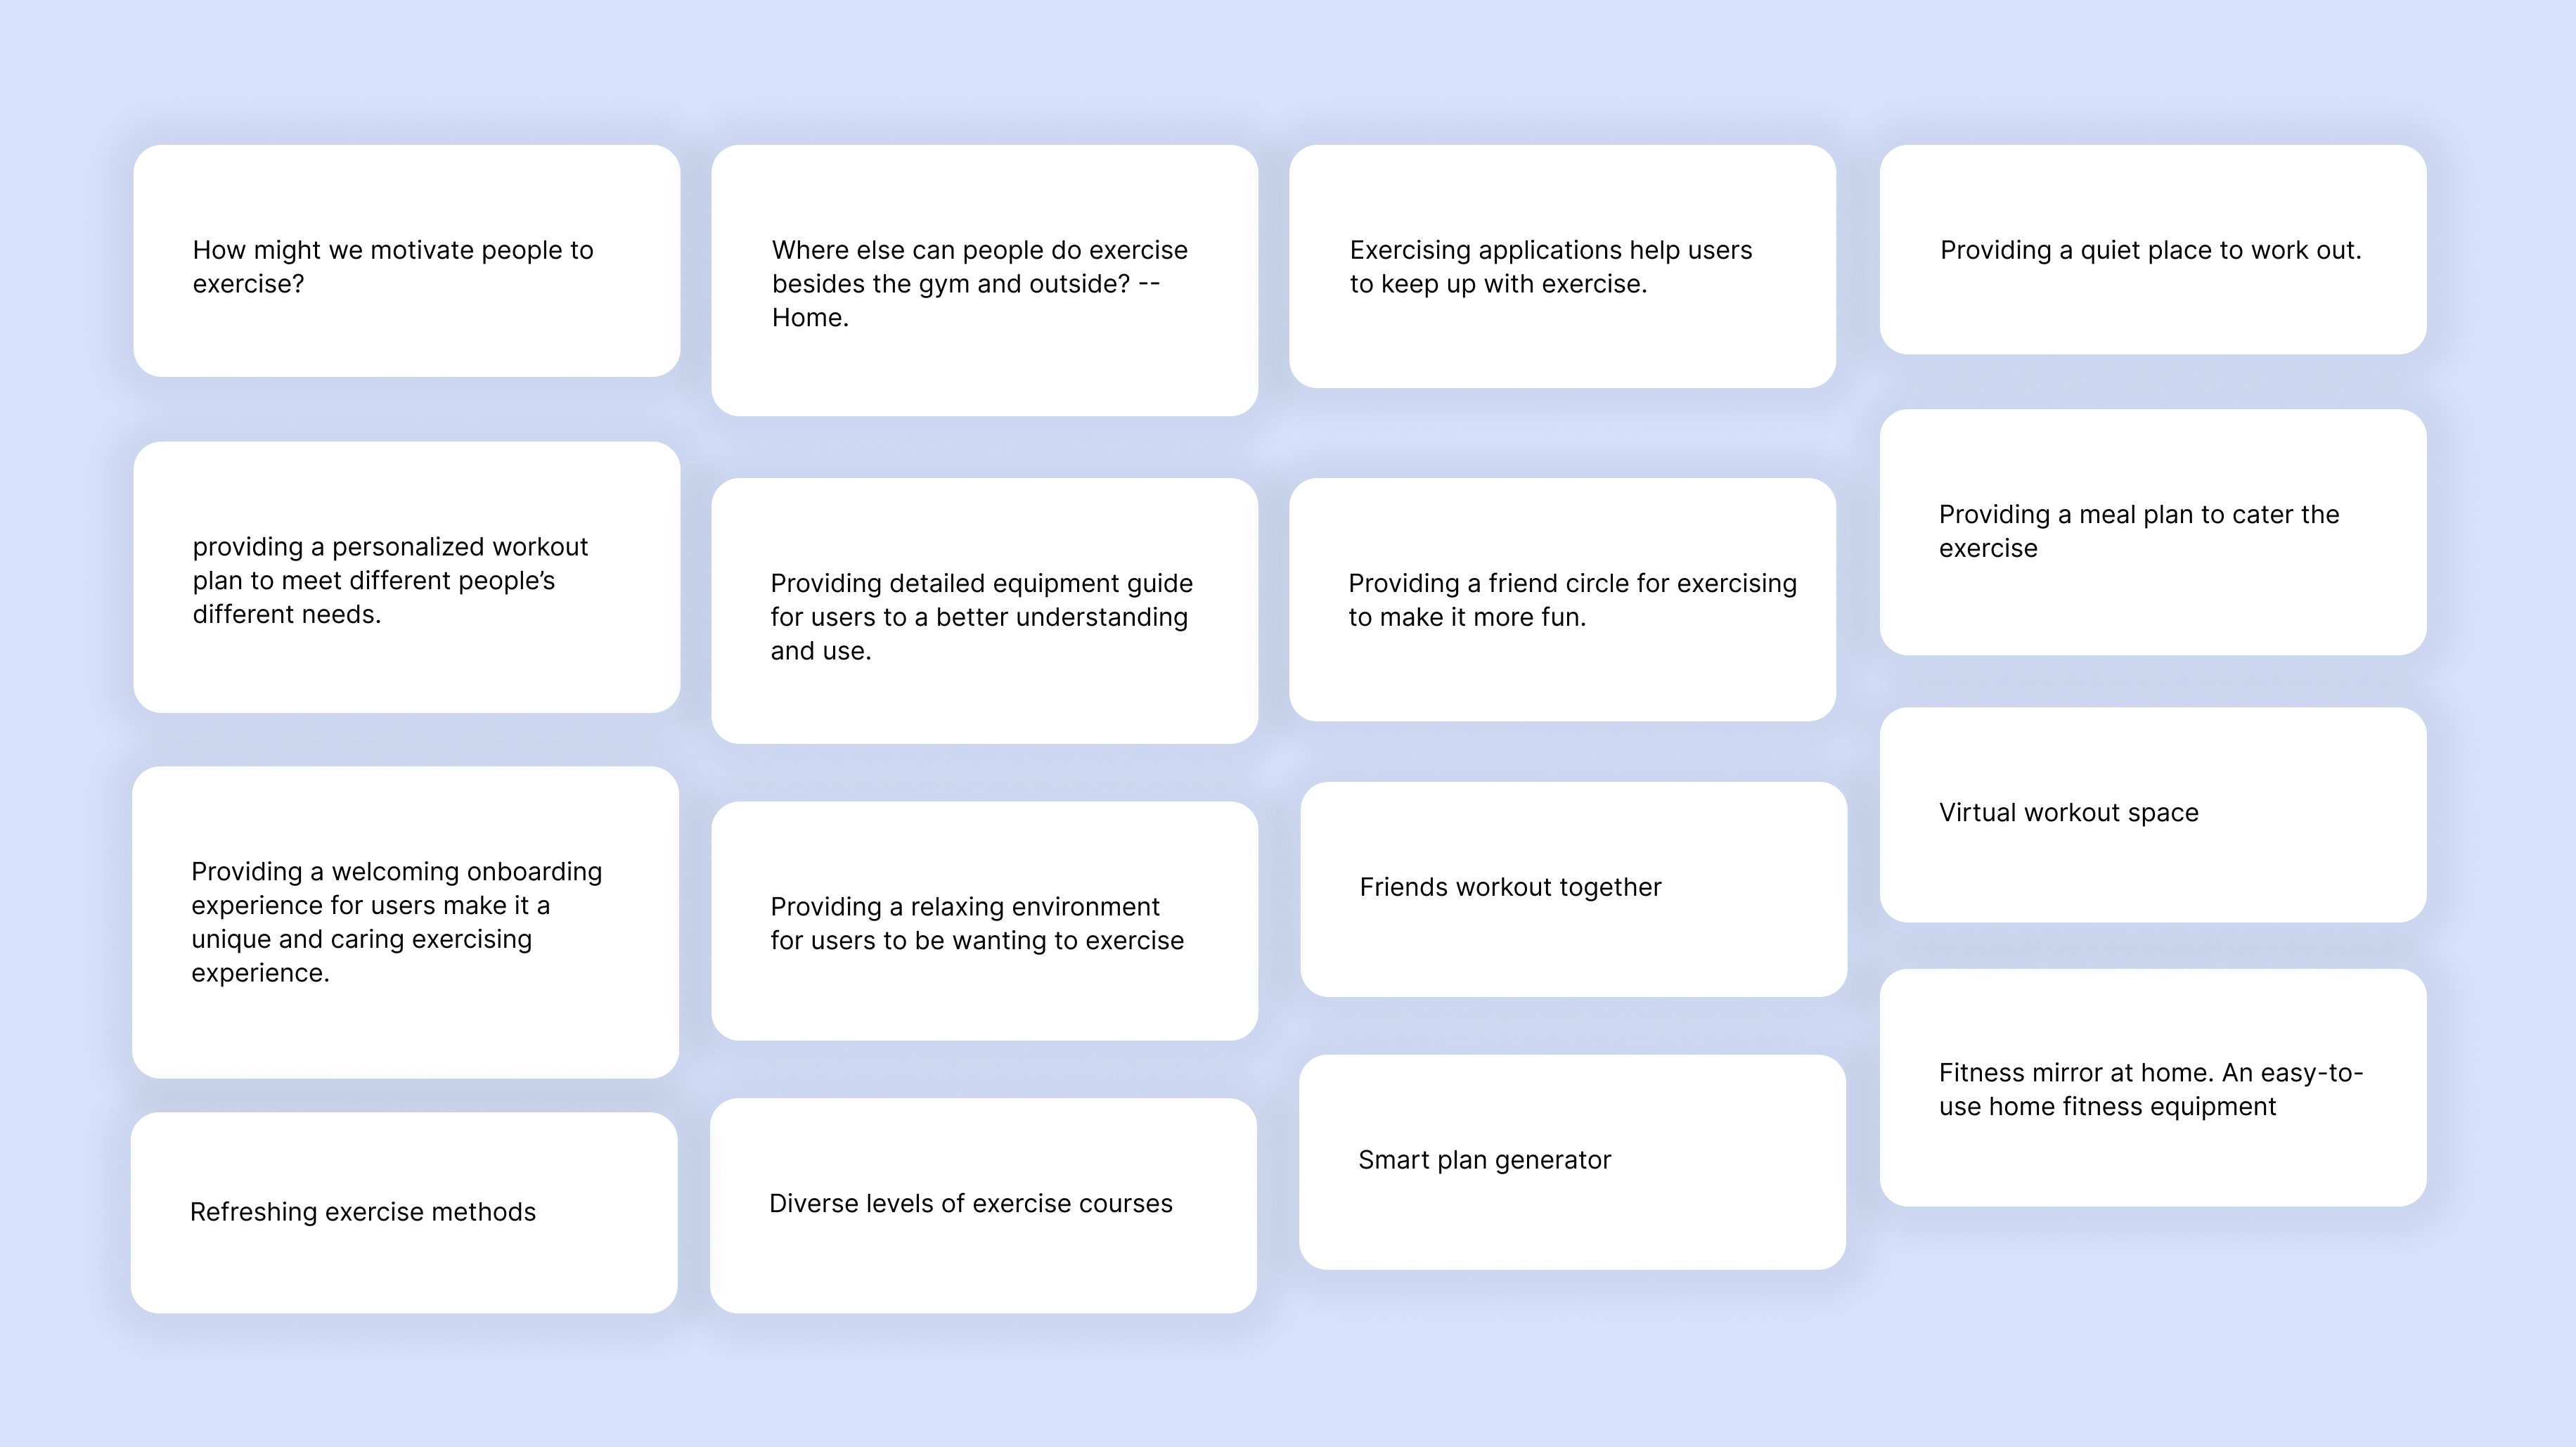 How might we motivate people to
exercise?
Where else can people do exercise
besides the gym and outside? --
Home.
Exercising applications help users
to keep up with exercise.
Providing a quiet place to work out.
providing a personalized workout
plan to meet different people’s
different needs.
Providing detailed equipment guide
for users to a better understanding
and use.
Providing a friend circle for exercising
to make it more fun.
Providing a meal plan to cater the
exercise
Providing a welcoming onboarding
experience for users make it a
unique and caring exercising
experience.
Providing a relaxing environment
for users to be wanting to exercise
Friends workout together
Virtual workout space
Refreshing exercise methods
Diverse levels of exercise courses
Smart plan generator
Fitness mirror at home. An easy-to-
use home fitness equipment